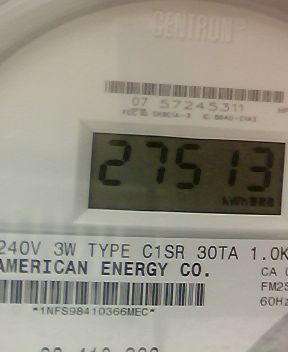 CENTRON
07 57245311
27513
kWh
240V 3W TYPE C1SR 30TA 1.0K
AMERICAN ENERGY CO.
CA
FM2S
60Hz
*1NFS98410366MEC*